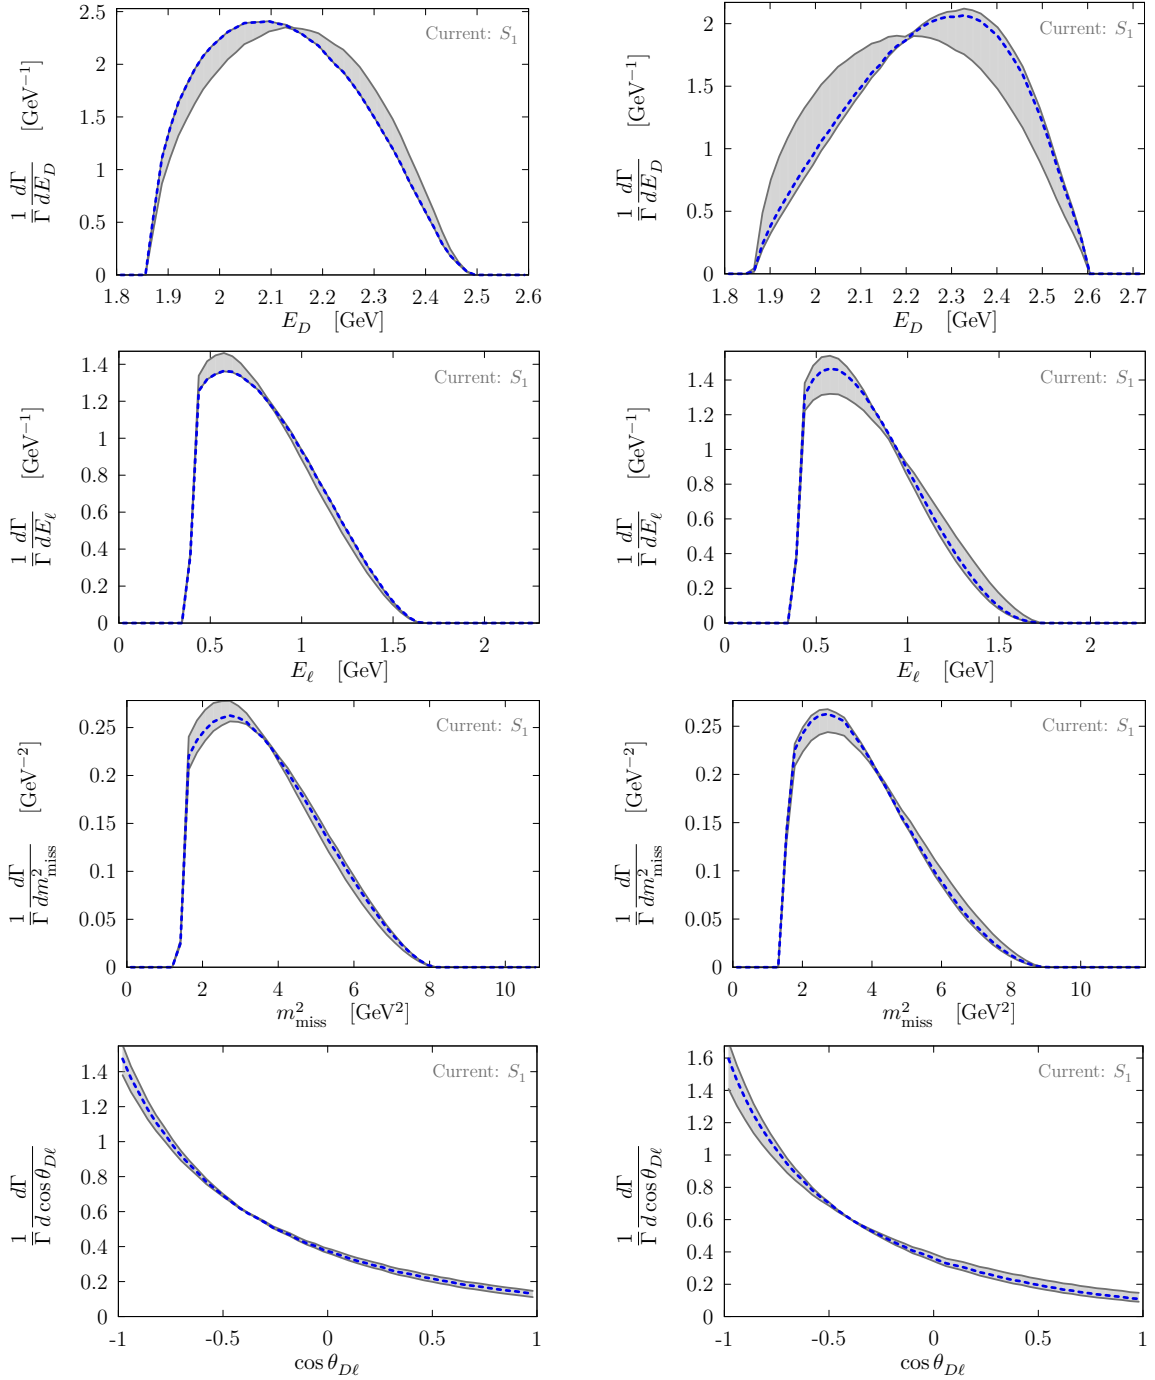 2.5
2
1.5
1
0.5
0
1.8 1.9 2 2.1 2.2 2.3 2.4 2.5 2.6
E_D [GeV]
1/Γ dΓ/dE_D [GeV⁻¹]
Current: S₁
2
1.5
1
0.5
0
1.8 1.9 2 2.1 2.2 2.3 2.4 2.5 2.6 2.7
E_D [GeV]
1/Γ dΓ/dE_D [GeV⁻¹]
Current: S₁
1.4
1.2
1
0.8
0.6
0.4
0.2
0
0 0.5 1 1.5 2
E_ℓ [GeV]
1/Γ dΓ/dE_ℓ [GeV⁻¹]
Current: S₁
1.4
1.2
1
0.8
0.6
0.4
0.2
0
0 0.5 1 1.5 2
E_ℓ [GeV]
1/Γ dΓ/dE_ℓ [GeV⁻¹]
Current: S₁
0.25
0.2
0.15
0.1
0.05
0
0 2 4 6 8 10
m²_miss [GeV²]
1/Γ dΓ/dm²_miss [GeV⁻²]
Current: S₁
0.25
0.2
0.15
0.1
0.05
0
0 2 4 6 8 10
m²_miss [GeV²]
1/Γ dΓ/dm²_miss [GeV⁻²]
Current: S₁
1.4
1.2
1
0.8
0.6
0.4
0.2
0
-1 -0.5 0 0.5 1
cos θ_Dℓ
1/Γ dΓ/d cos θ_Dℓ
Current: S₁
1.6
1.4
1.2
1
0.8
0.6
0.4
0.2
0
-1 -0.5 0 0.5 1
cos θ_Dℓ
1/Γ dΓ/d cos θ_Dℓ
Current: S₁